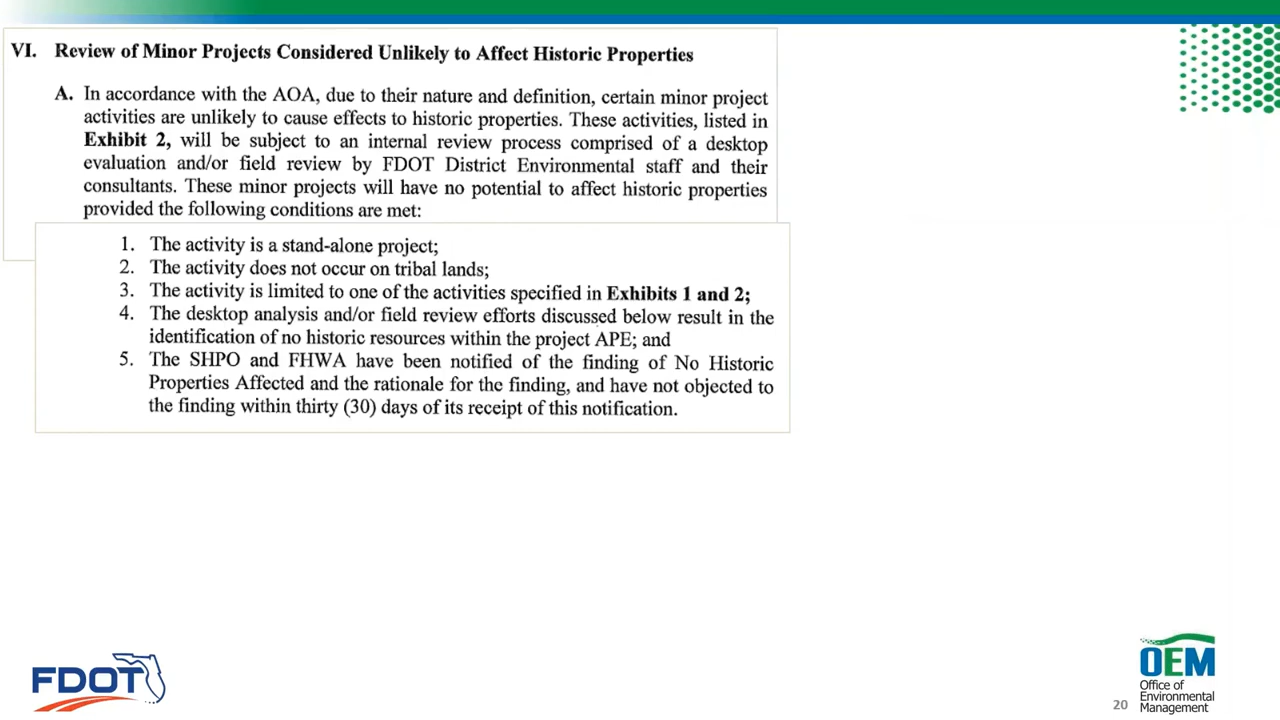 VI. Review of Minor Projects Considered Unlikely to Affect Historic Properties
A. In accordance with the AOA, due to their nature and definition, certain minor project
activities are unlikely to cause effects to historic properties. These activities, listed in
Exhibit 2, will be subject to an internal review process comprised of a desktop
evaluation and/or field review by FDOT District Environmental staff and their
consultants. These minor projects will have no potential to affect historic properties
provided the following conditions are met:
1. The activity is a stand-alone project;
2. The activity does not occur on tribal lands;
3. The activity is limited to one of the activities specified in Exhibits 1 and 2;
4. The desktop analysis and/or field review efforts discussed below result in the
identification of no historic resources within the project APE; and
5. The SHPO and FHWA have been notified of the finding of No Historic
Properties Affected and the rationale for the finding, and have not objected to
the finding within thirty (30) days of its receipt of this notification.
FDOT
OEM
Office of
Environmental
Management
20